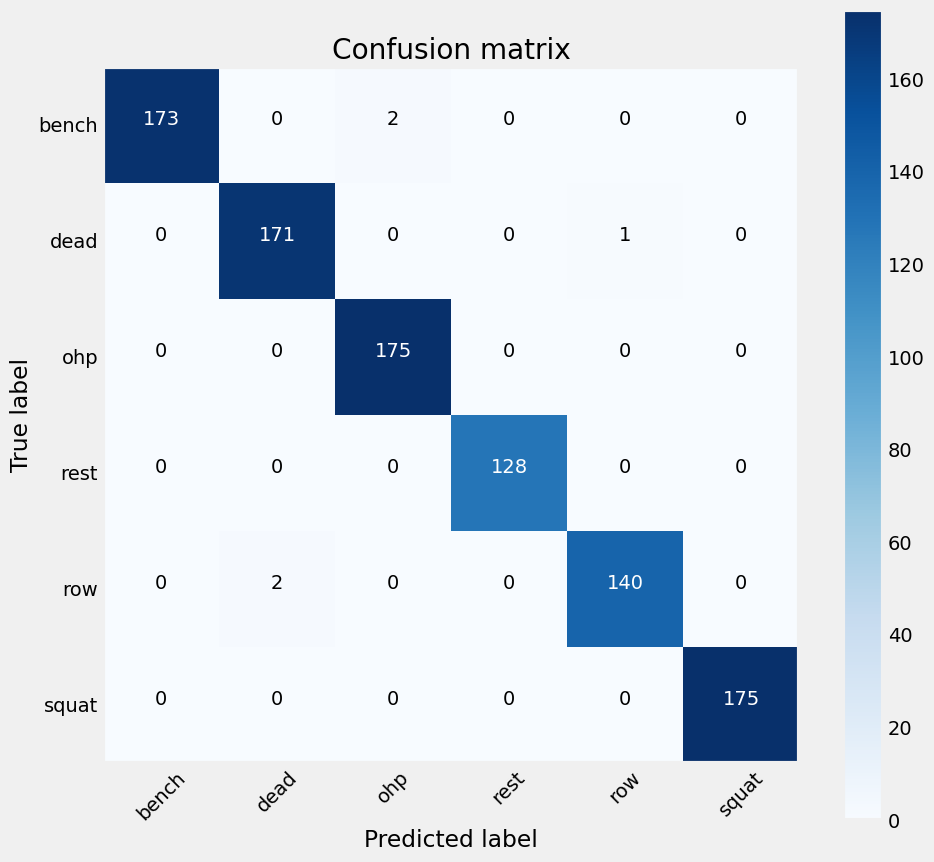 Confusion matrix
bench 173 0 2 0 0 0
dead 0 171 0 0 1 0
ohp 0 0 175 0 0 0
rest 0 0 0 128 0 0
row 0 2 0 0 140 0
squat 0 0 0 0 0 175
bench dead ohp rest row squat
Predicted label
True label
160
140
120
100
80
60
40
20
0